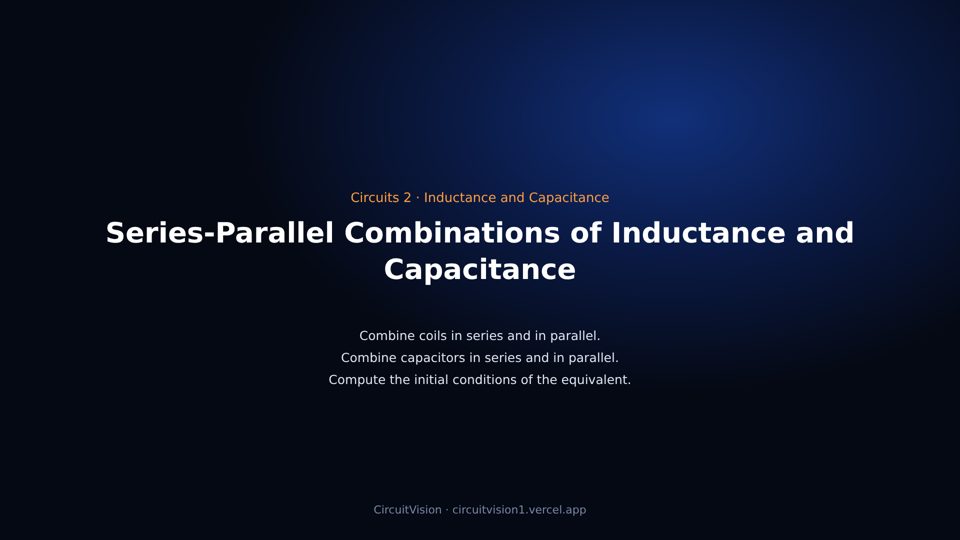 Circuits 2 · Inductance and Capacitance
Series-Parallel Combinations of Inductance and
Capacitance
Combine coils in series and in parallel.
Combine capacitors in series and in parallel.
Compute the initial conditions of the equivalent.
CircuitVision · circuitvision1.vercel.app